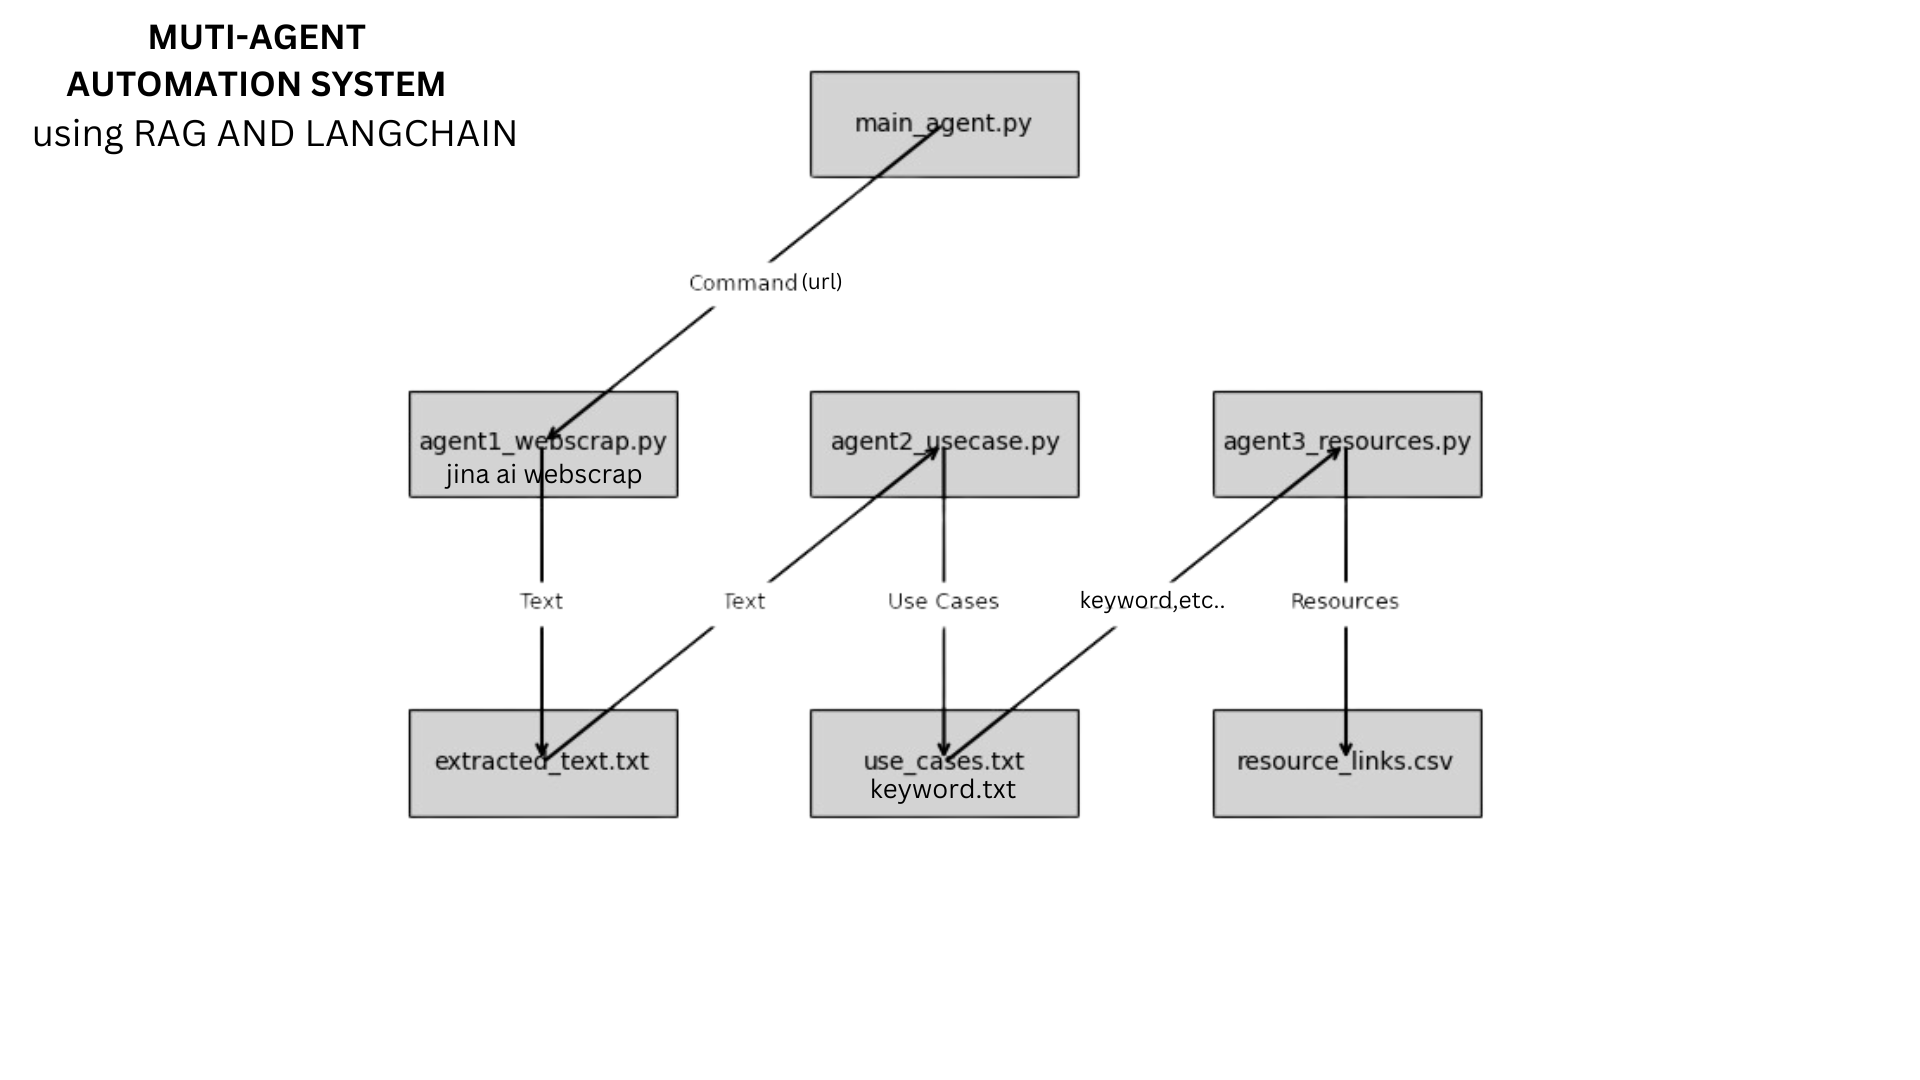 MUTI-AGENT
AUTOMATION SYSTEM
using RAG AND LANGCHAIN
main_agent.py
Command (url)
agent1_webscrap.py
jina ai webscrap
agent2_usecase.py
agent3_resources.py
Text
Text
Use Cases
keyword,etc..
Resources
extracted_text.txt
use_cases.txt
keyword.txt
resource_links.csv